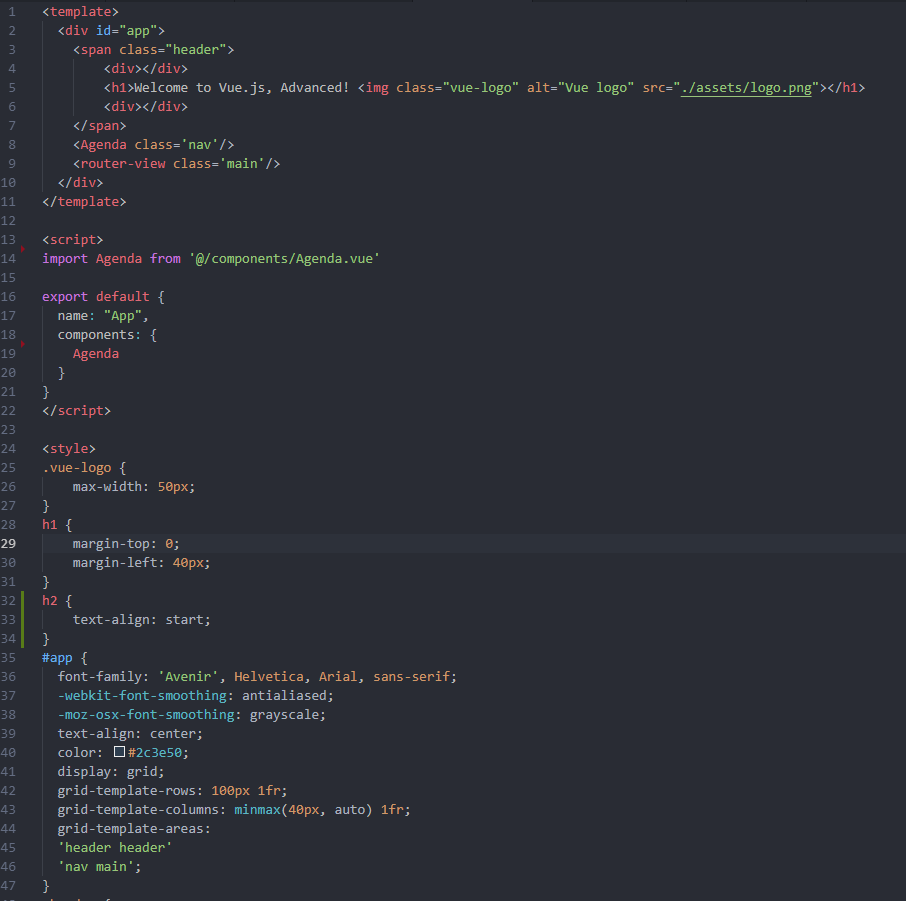 1 <template>
2   <div id="app">
3     <span class="header">
4         <div></div>
5         <h1>Welcome to Vue.js, Advanced! <img class="vue-logo" alt="Vue logo" src="./assets/logo.png"></h1>
6         <div></div>
7     </span>
8     <Agenda class='nav'/>
9     <router-view class='main'/>
10   </div>
11 </template>
12
13 <script>
14 import Agenda from '@/components/Agenda.vue'
15
16 export default {
17   name: "App",
18   components: {
19     Agenda
20   }
21 }
22 </script>
23
24 <style>
25 .vue-logo {
26     max-width: 50px;
27 }
28 h1 {
29     margin-top: 0;
30     margin-left: 40px;
31 }
32 h2 {
33     text-align: start;
34 }
35 #app {
36   font-family: 'Avenir', Helvetica, Arial, sans-serif;
37   -webkit-font-smoothing: antialiased;
38   -moz-osx-font-smoothing: grayscale;
39   text-align: center;
40   color: #2c3e50;
41   display: grid;
42   grid-template-rows: 100px 1fr;
43   grid-template-columns: minmax(40px, auto) 1fr;
44   grid-template-areas:
45   'header header'
46   'nav main';
47 }